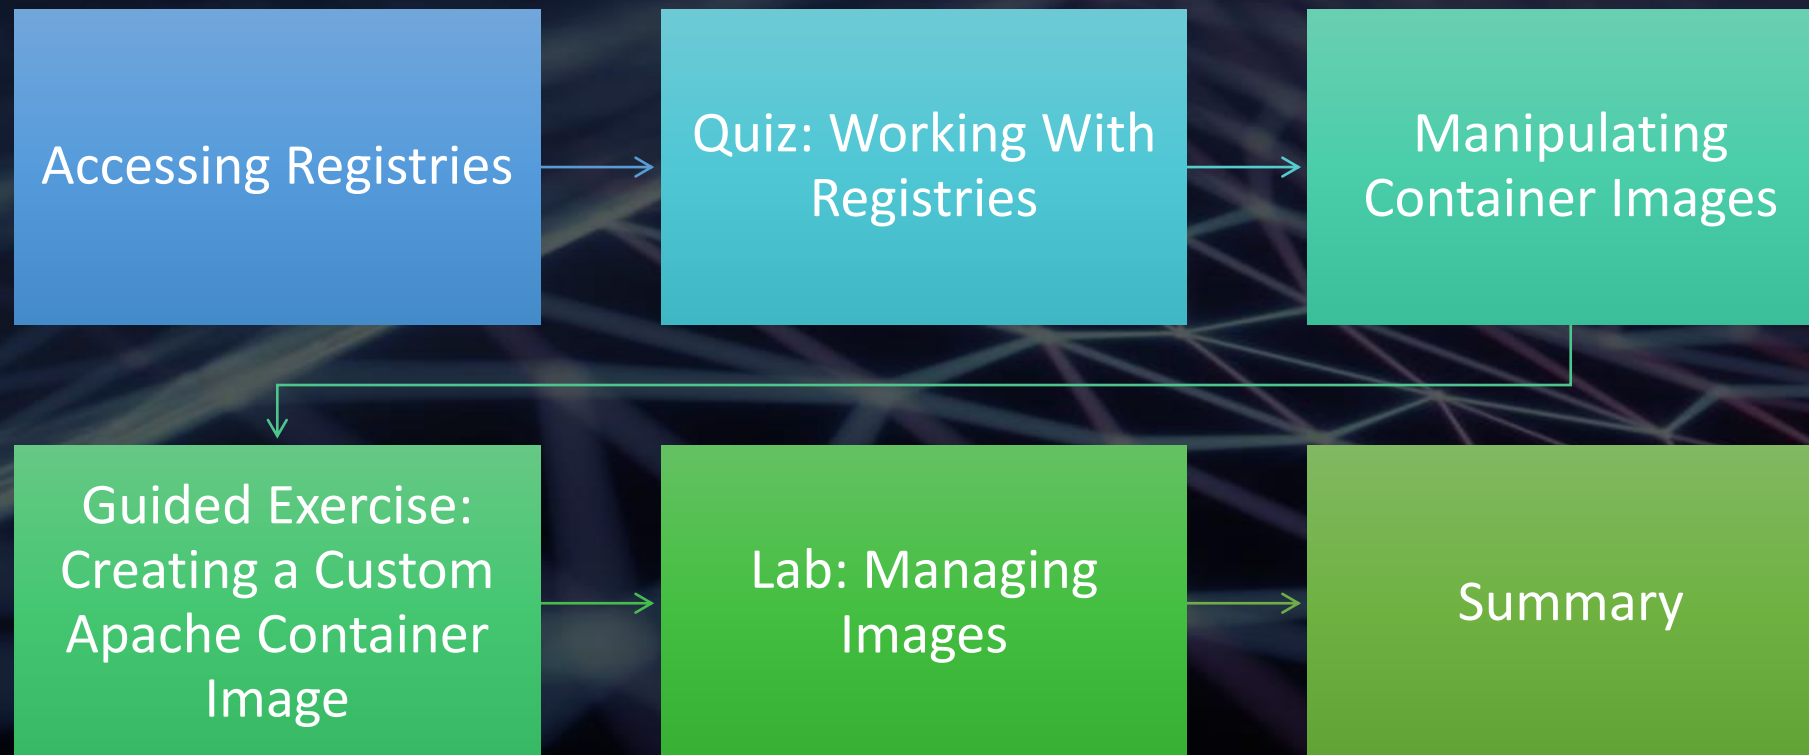 Accessing Registries
Quiz: Working With
Registries
Manipulating
Container Images
Guided Exercise:
Creating a Custom
Apache Container
Image
Lab: Managing
Images
Summary